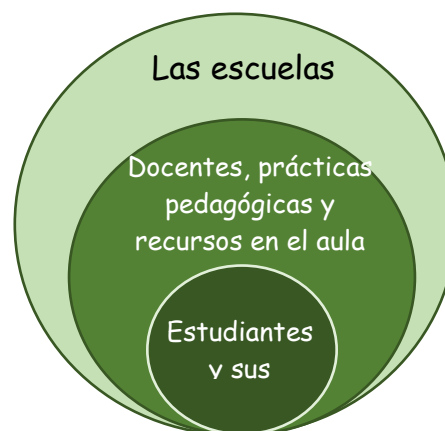 Las escuelas
Docentes, prácticas
pedagógicas y
recursos en el aula
Estudiantes
y sus